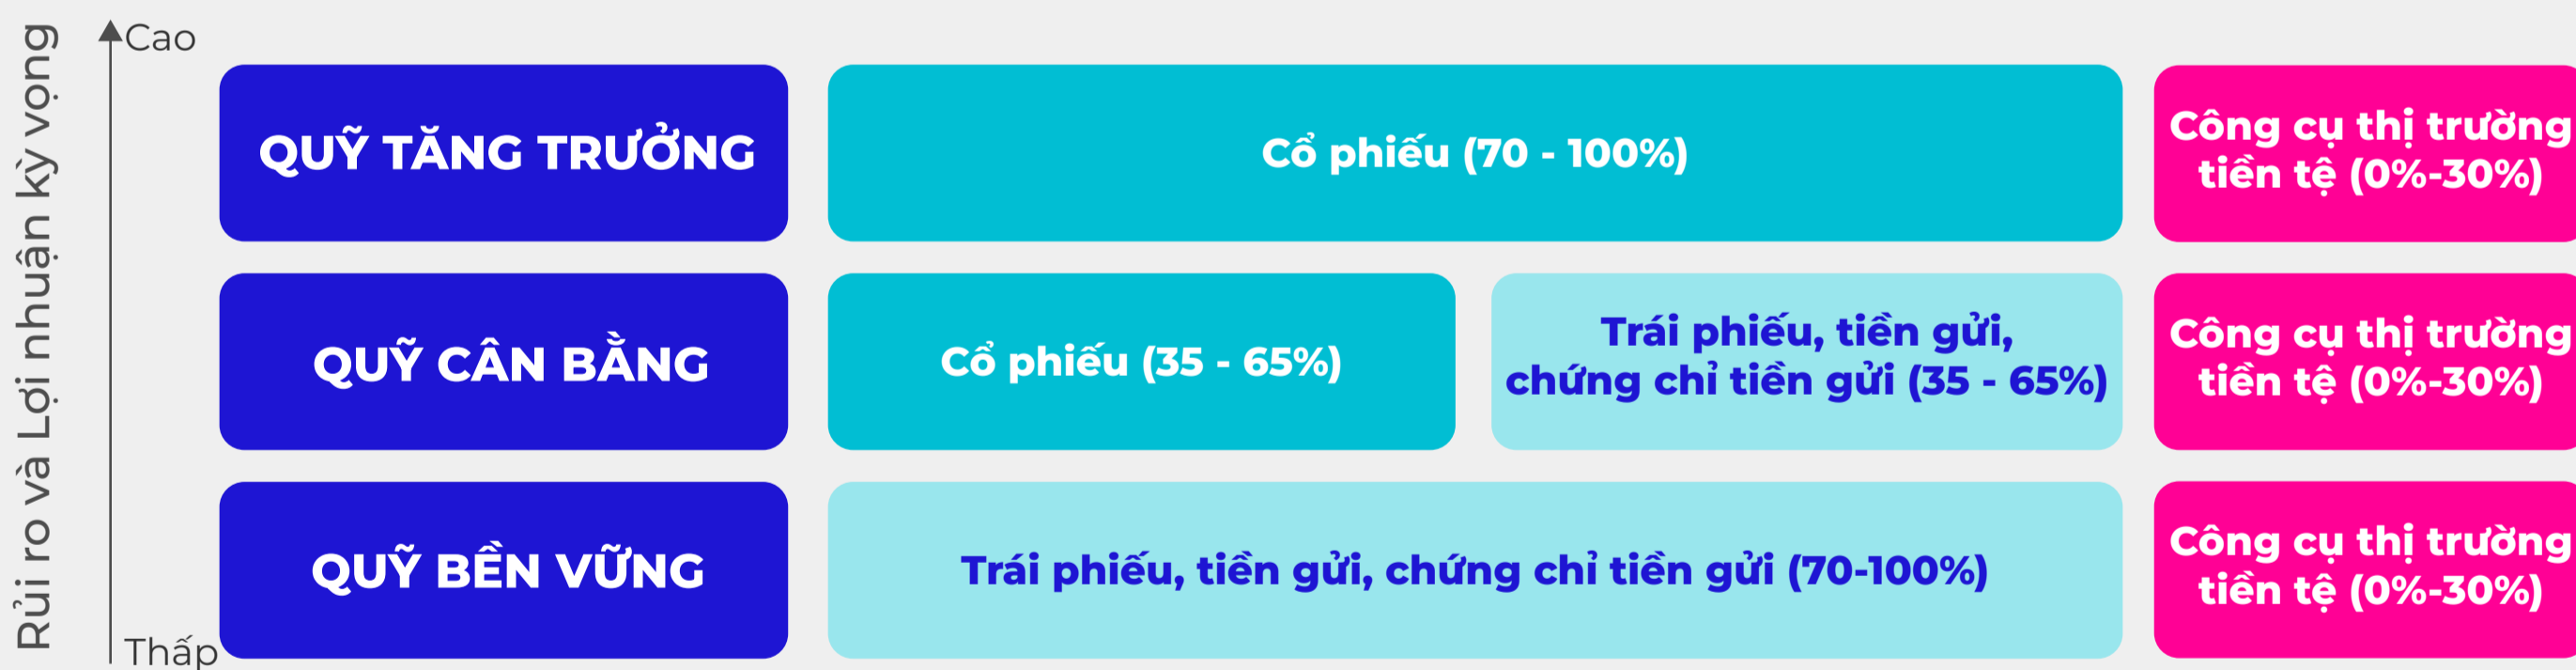 Rủi ro và Lợi nhuận kỳ vọng
Cao
QUỸ TĂNG TRƯỞNG
Cổ phiếu (70 - 100%)
Công cụ thị trường
tiền tệ (0%-30%)
QUỸ CÂN BẰNG
Cổ phiếu (35 - 65%)
Trái phiếu, tiền gửi,
chứng chỉ tiền gửi (35 - 65%)
Công cụ thị trường
tiền tệ (0%-30%)
QUỸ BỀN VỮNG
Trái phiếu, tiền gửi, chứng chỉ tiền gửi (70-100%)
Công cụ thị trường
tiền tệ (0%-30%)
Thấp